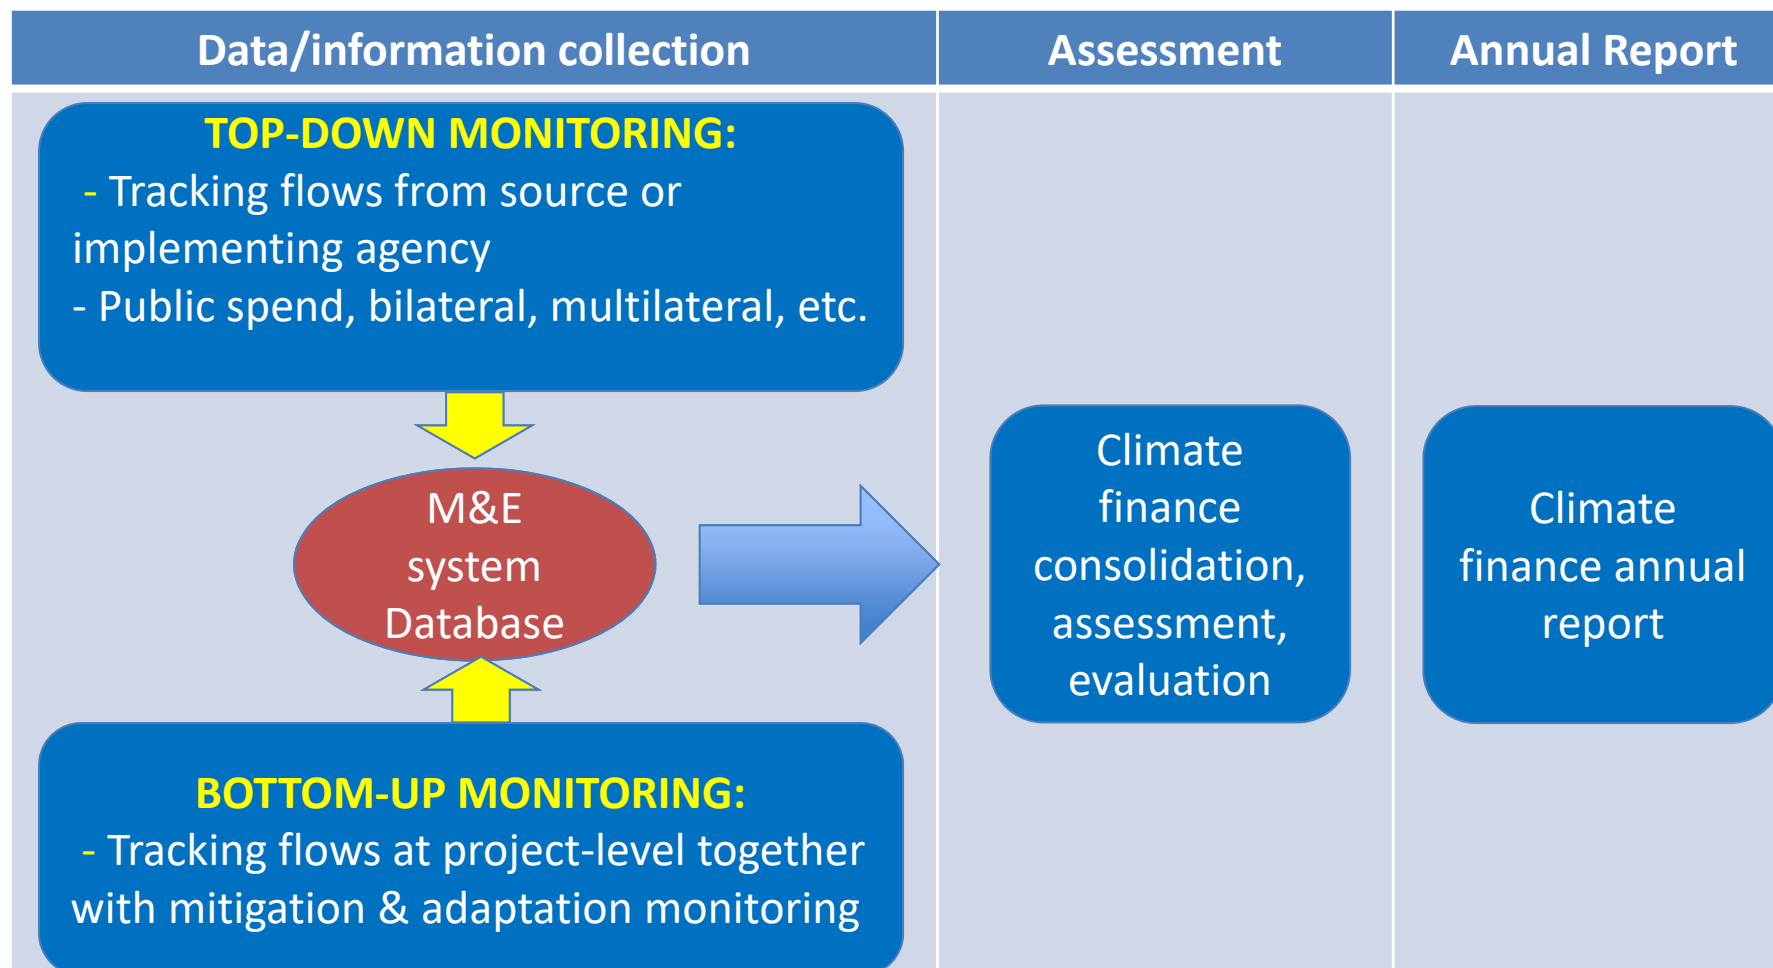 Data/information collection
Assessment
Annual Report
TOP-DOWN MONITORING:
- Tracking flows from source or
implementing agency
- Public spend, bilateral, multilateral, etc.
M&E
system
Database
BOTTOM-UP MONITORING:
- Tracking flows at project-level together
with mitigation & adaptation monitoring
Climate
finance
consolidation,
assessment,
evaluation
Climate
finance annual
report